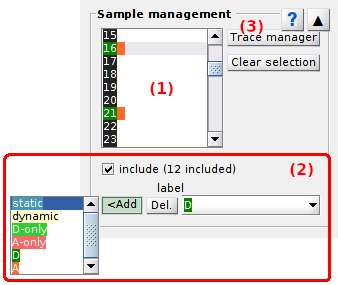 Sample management
? ▲
(3)
15
16
17
18
19
20
21
22
23
(1)
Trace manager
Clear selection
include (12 included)
(2)
label
<Add Del. D
static
dynamic
D-only
A-only
D
A